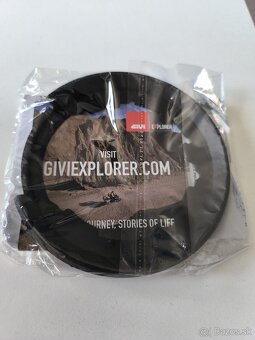 GIVI EXPLORER
VISIT
GIVIEXPLORER.COM
JOURNEY, STORIES OF LIFE
Bazos.sk